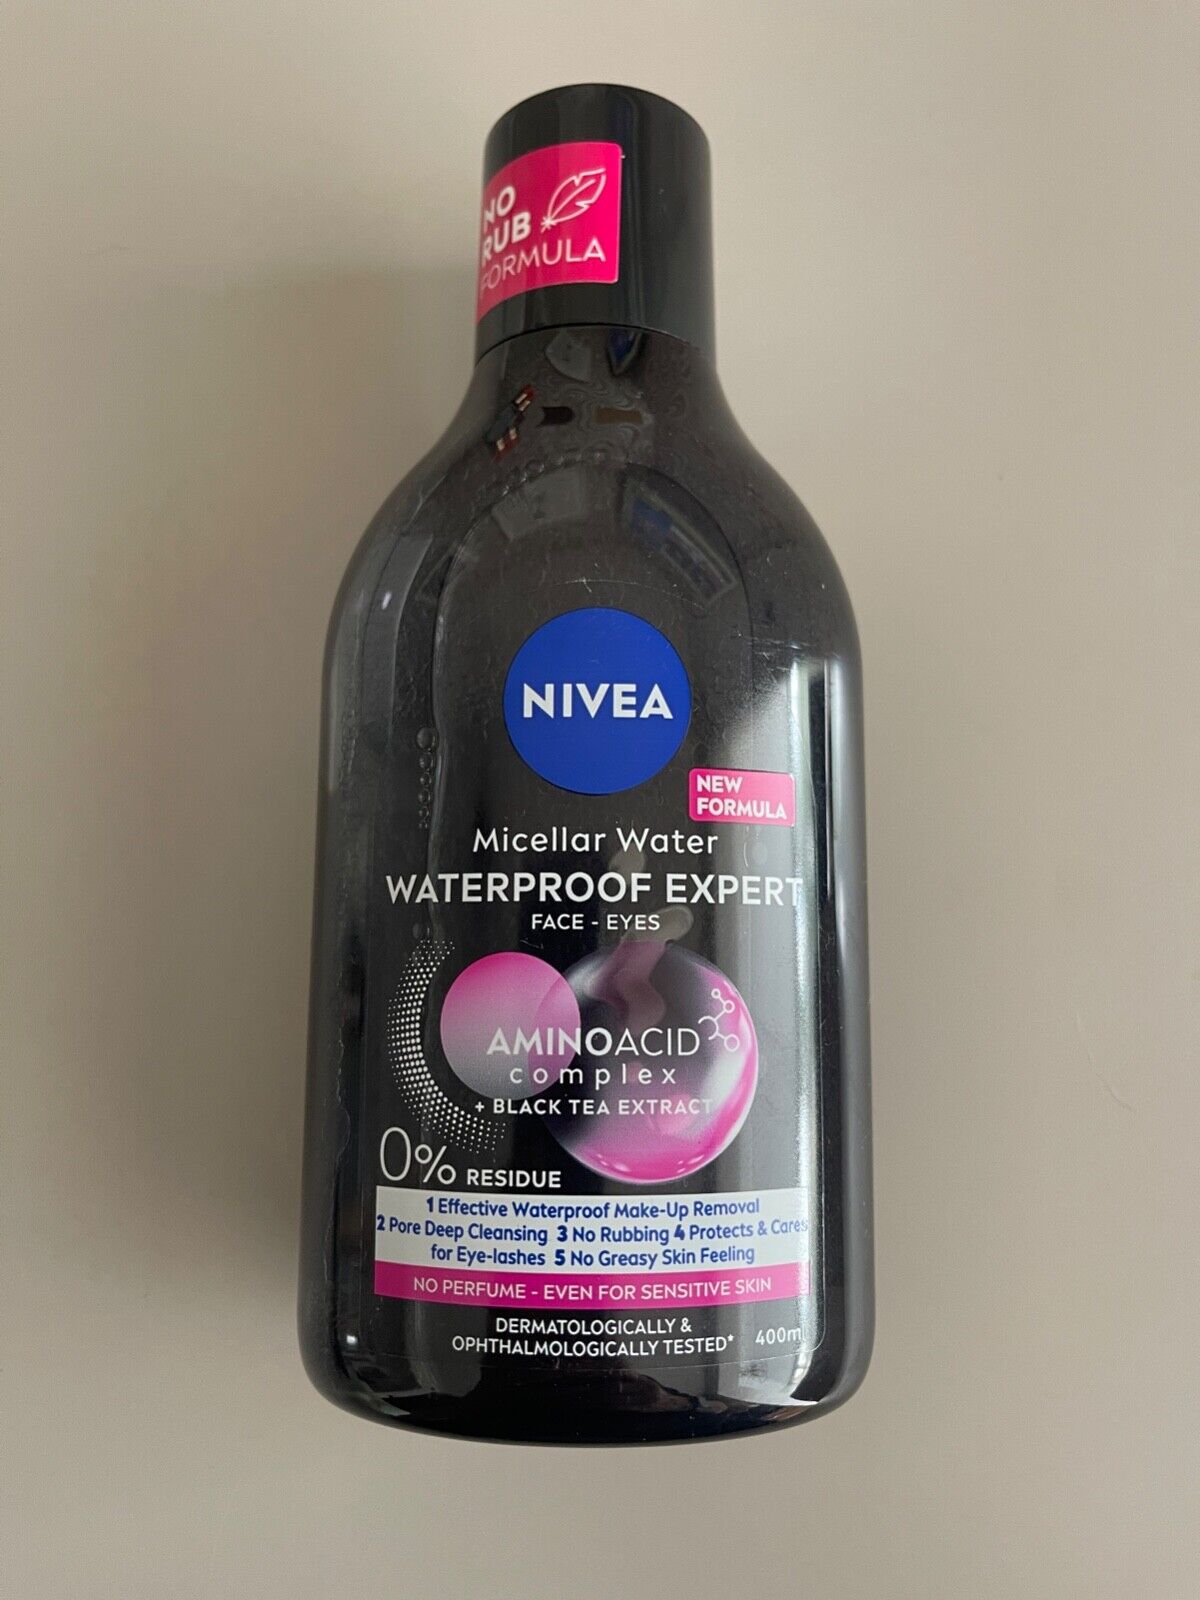 NO
RUB
FORMULA
NIVEA
NEW
FORMULA
Micellar Water
WATERPROOF EXPERT
FACE - EYES
AMINOACID
complex
+ BLACK TEA EXTRACT
0% RESIDUE
1 Effective Waterproof Make-Up Removal
2 Pore Deep Cleansing 3 No Rubbing 4 Protects & Cares
for Eye-lashes 5 No Greasy Skin Feeling
NO PERFUME - EVEN FOR SENSITIVE SKIN
DERMATOLOGICALLY &
OPHTHALMOLOGICALLY TESTED*
400m